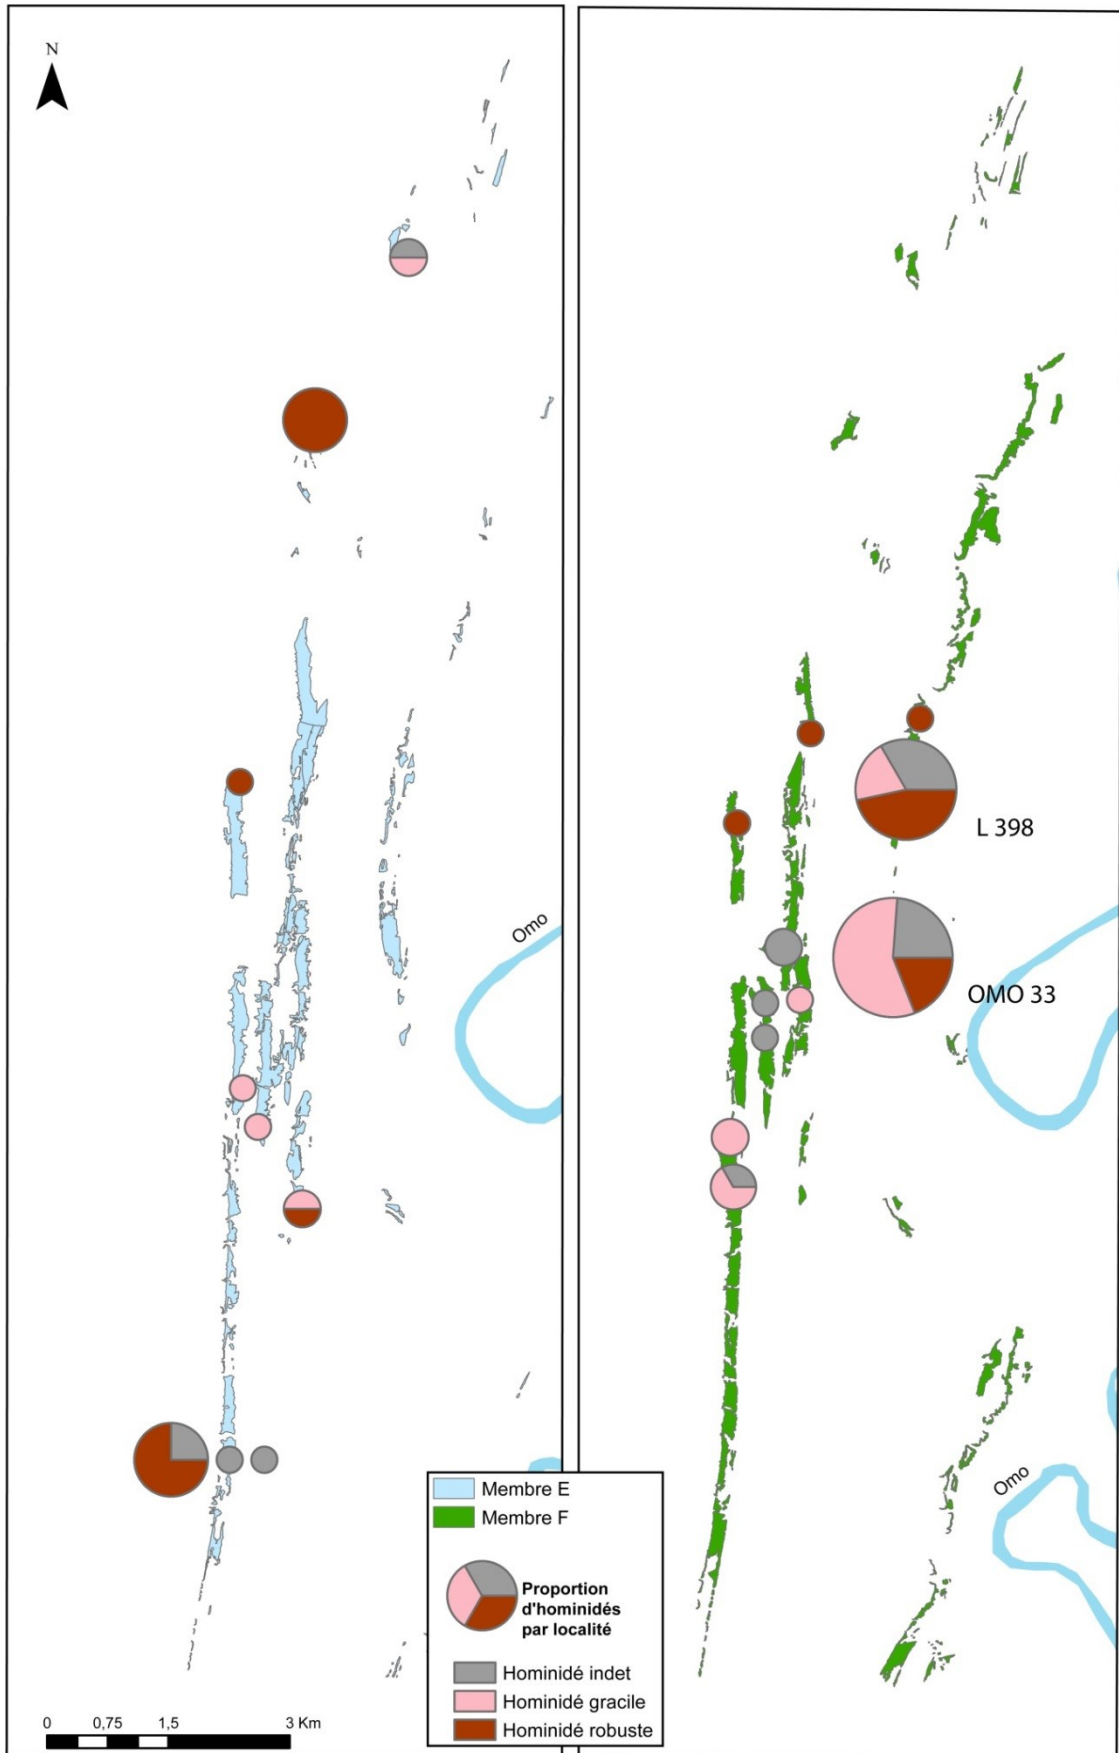 N
Omo
L 398
OMO 33
Omo
Membre E
Membre F
Proportion
d'hominidés
par localité
Hominidé indet
Hominidé gracile
Hominidé robuste
0 0,75 1,5 3 Km